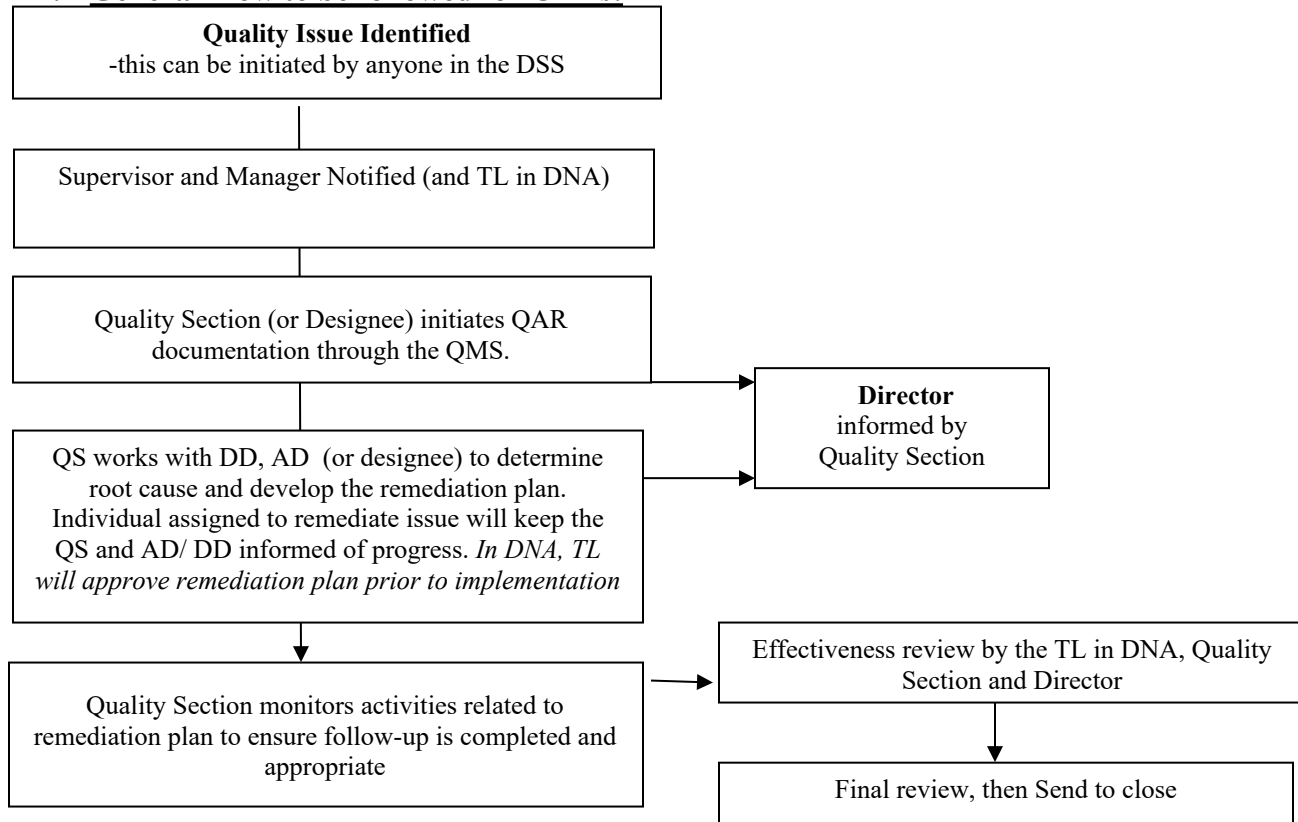 Quality Issue Identified
-this can be initiated by anyone in the DSS
Supervisor and Manager Notified (and TL in DNA)
Quality Section (or Designee) initiates QAR
documentation through the QMS.
Director
informed by
Quality Section
QS works with DD, AD (or designee) to determine
root cause and develop the remediation plan.
Individual assigned to remediate issue will keep the
QS and AD/ DD informed of progress. In DNA, TL
will approve remediation plan prior to implementation
Quality Section monitors activities related to
remediation plan to ensure follow-up is completed and
appropriate
Effectiveness review by the TL in DNA, Quality
Section and Director
Final review, then Send to close